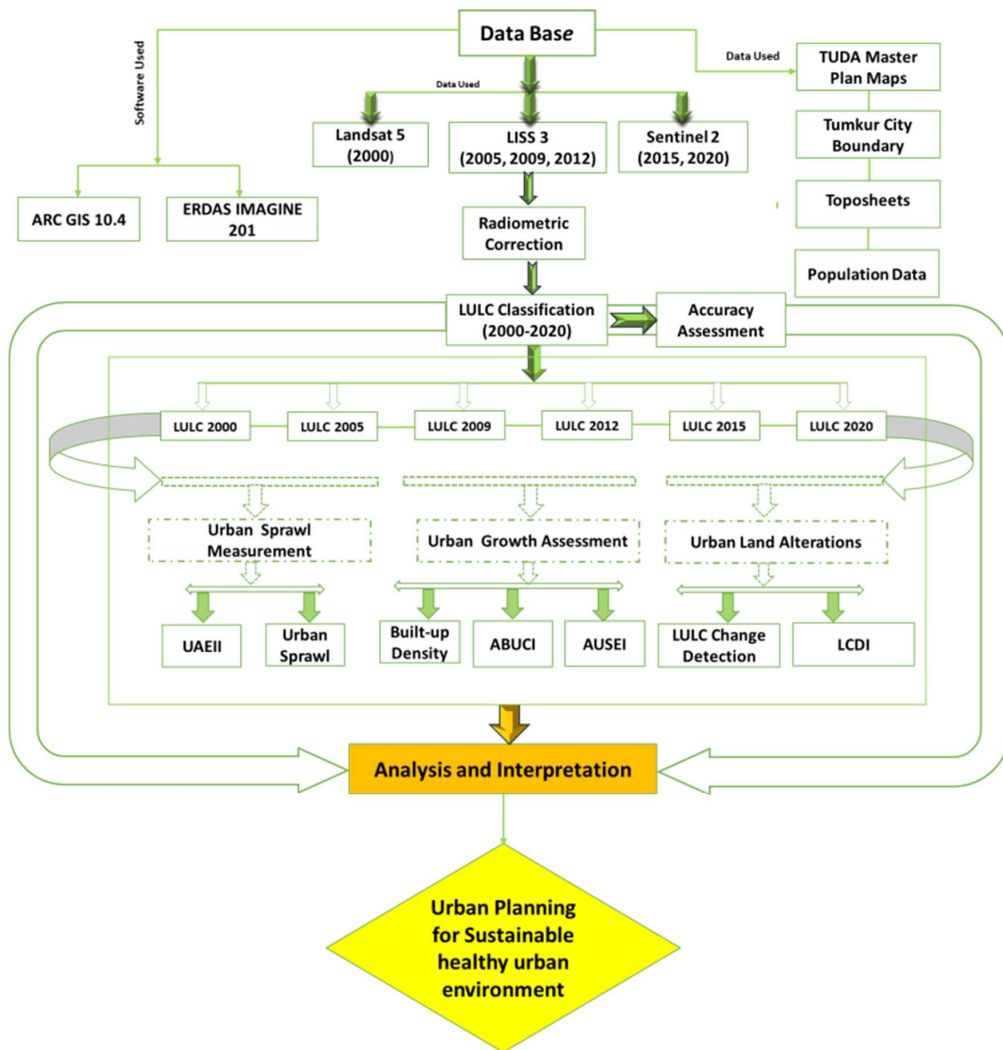 Data Base
Software Used
Data Used
Data Used
TUDA Master
Plan Maps
Landsat 5
(2000)
LISS 3
(2005, 2009, 2012)
Sentinel 2
(2015, 2020)
Tumkur City
Boundary
ARC GIS 10.4
ERDAS IMAGINE
201
Toposheets
Radiometric
Correction
Population Data
LULC Classification
(2000-2020)
Accuracy
Assessment
LULC 2000
LULC 2005
LULC 2009
LULC 2012
LULC 2015
LULC 2020
Urban Sprawl
Measurement
Urban Growth Assessment
Urban Land Alterations
UAEII
Urban
Sprawl
Built-up
Density
ABUCI
AUSEI
LULC Change
Detection
LCDI
Analysis and Interpretation
Urban Planning
for Sustainable
healthy urban
environment